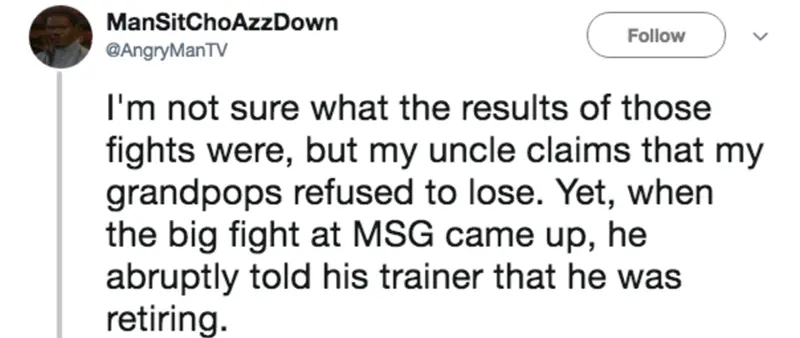 ManSitChoAzzDown
@AngryManTV
Follow
I'm not sure what the results of those
fights were, but my uncle claims that my
grandpops refused to lose. Yet, when
the big fight at MSG came up, he
abruptly told his trainer that he was
retiring.